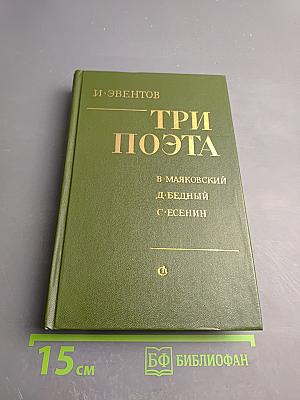 И·ЭВЕНТОВ
ТРИ
ПОЭТА
В·МАЯКОВСКИЙ
Д·БЕДНЫЙ
С·ЕСЕНИН
15 см
БФ БИБЛИОФАН